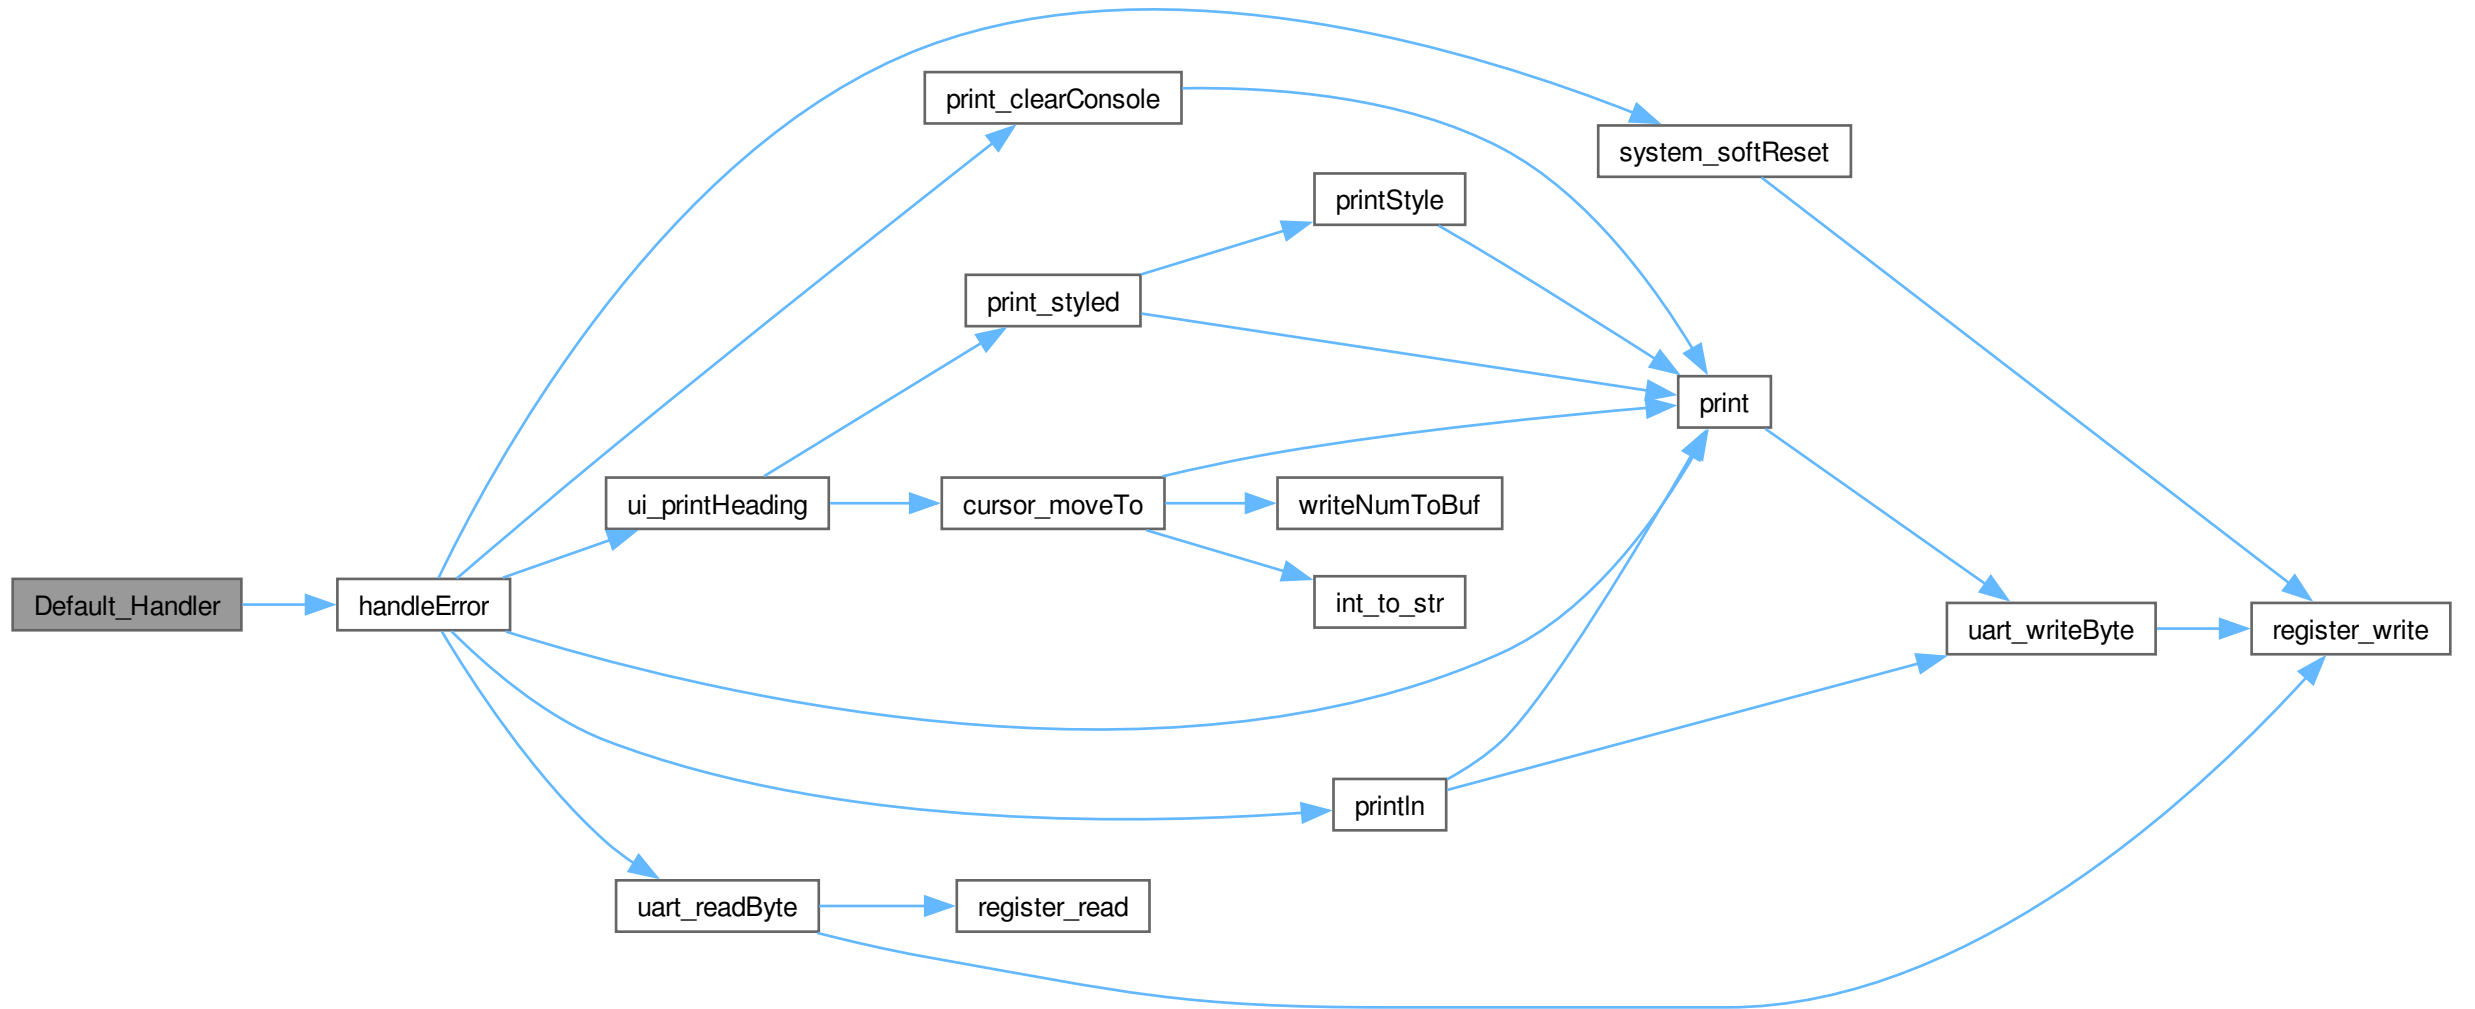 print_clearConsole
system_softReset
printStyle
print_styled
print
ui_printHeading
cursor_moveTo
writeNumToBuf
Default_Handler
handleError
int_to_str
uart_writeByte
register_write
println
uart_readByte
register_read